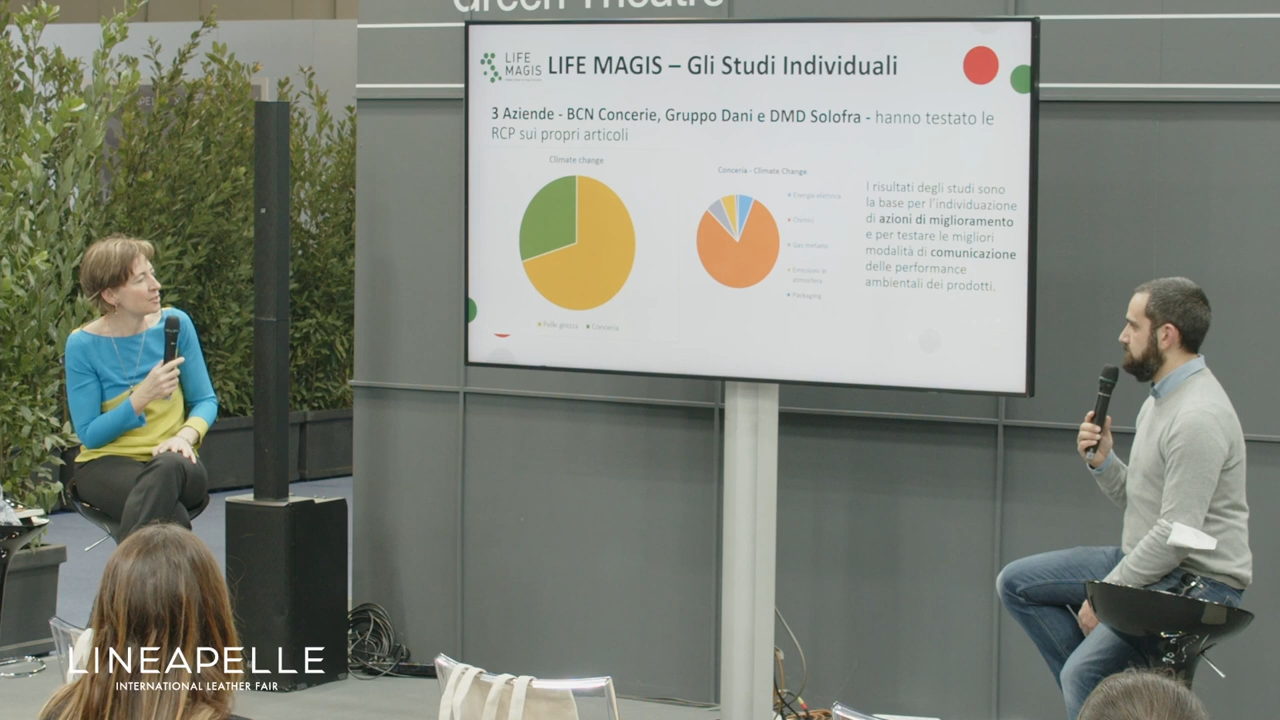 Green Theatre
LIFE
MAGIS
LIFE MAGIS – Gli Studi Individuali
3 Aziende - BCN Concerie, Gruppo Dani e DMD Solofra - hanno testato le
RCP sui propri articoli
Climate change
Pelle grezza Conceria
Conceria - Climate Change
Energia elettrica
Chimici
Gas metano
Emissioni in
atmosfera
Packaging
I risultati degli studi sono
la base per l'individuazione
di azioni di miglioramento
e per testare le migliori
modalità di comunicazione
delle performance
ambientali dei prodotti.
LINEAPELLE
INTERNATIONAL LEATHER FAIR